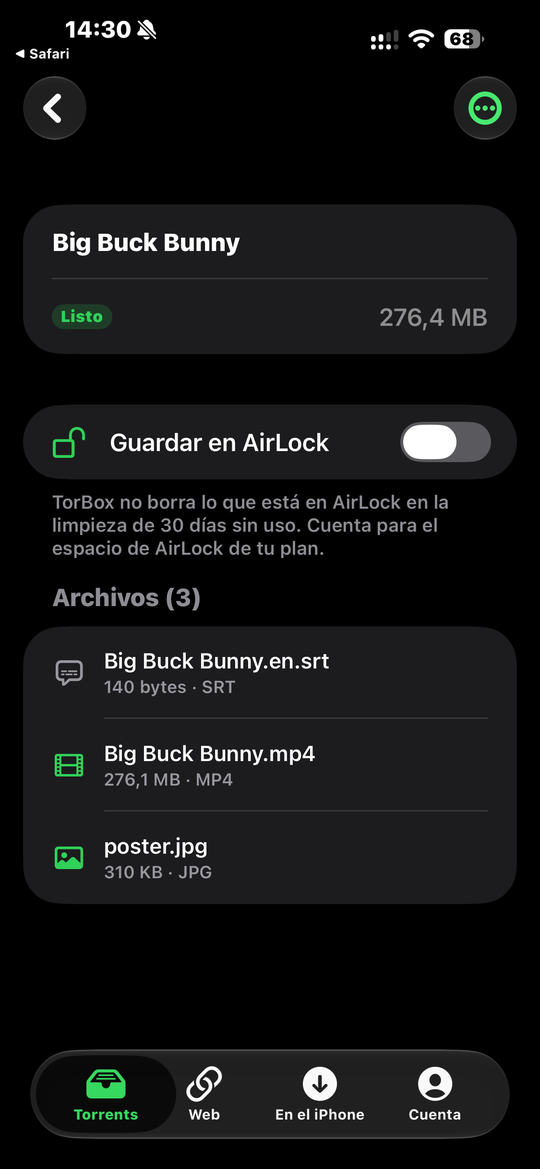 14:30
68
Safari
Big Buck Bunny
Listo
276,4 MB
Guardar en AirLock
TorBox no borra lo que está en AirLock en la
limpieza de 30 días sin uso. Cuenta para el
espacio de AirLock de tu plan.
Archivos (3)
Big Buck Bunny.en.srt
140 bytes · SRT
Big Buck Bunny.mp4
276,1 MB · MP4
poster.jpg
310 KB · JPG
Torrents
Web
En el iPhone
Cuenta